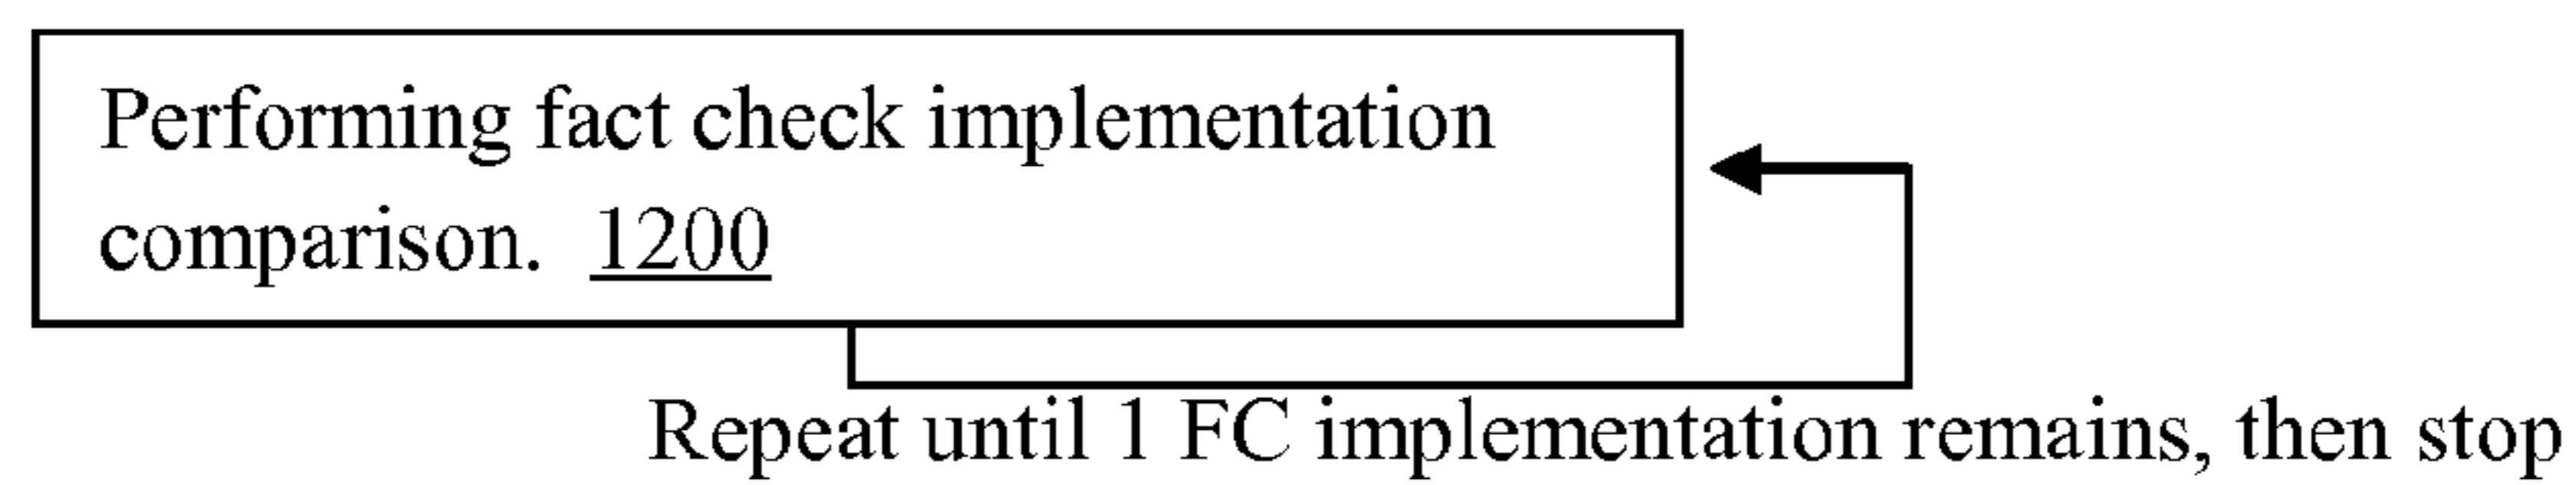 Performing fact check implementation
comparison. 1200
Repeat until 1 FC implementation remains, then stop